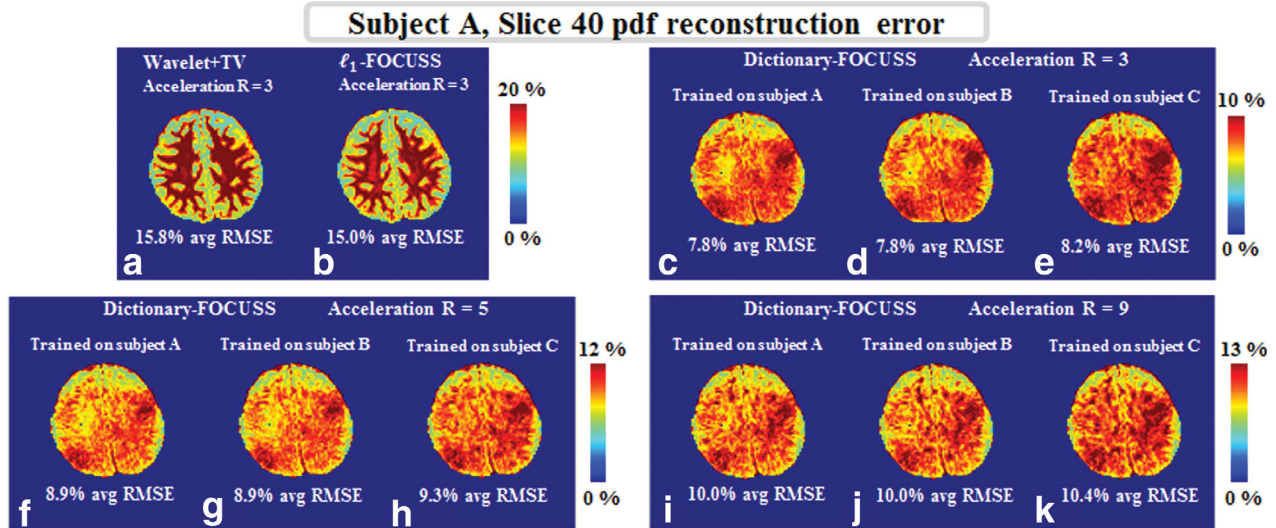 Subject A, Slice 40 pdf reconstruction error
Wavelet+TV
Acceleration R = 3
ℓ1-FOCUSS
Acceleration R = 3
20 %
0 %
15.8% avg RMSE
15.0% avg RMSE
a
b
Dictionary-FOCUSS Acceleration R = 3
Trained on subject A
Trained on subject B
Trained on subject C
10 %
0 %
7.8% avg RMSE
7.8% avg RMSE
8.2% avg RMSE
c
d
e
Dictionary-FOCUSS Acceleration R = 5
Trained on subject A
Trained on subject B
Trained on subject C
12 %
0 %
8.9% avg RMSE
8.9% avg RMSE
9.3% avg RMSE
f
g
h
Dictionary-FOCUSS Acceleration R = 9
Trained on subject A
Trained on subject B
Trained on subject C
13 %
0 %
10.0% avg RMSE
10.0% avg RMSE
10.4% avg RMSE
i
j
k